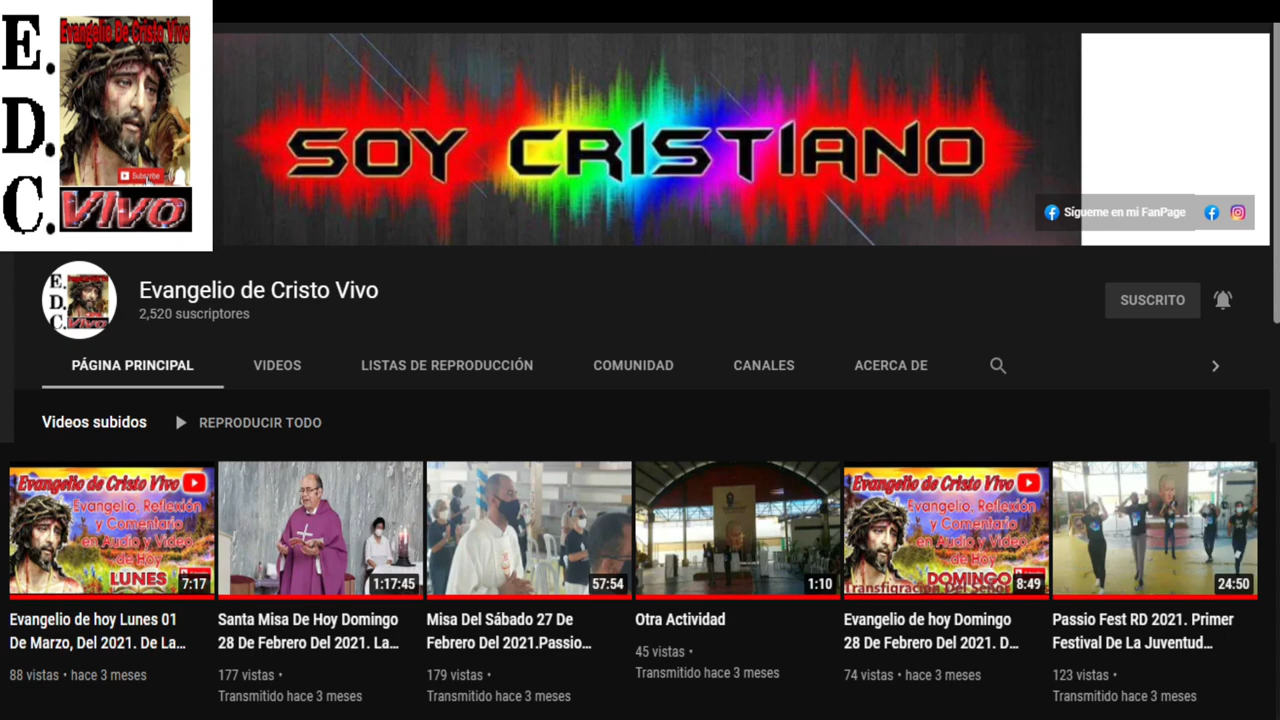 E.
D.
C.
Evangelio De Cristo Vivo
Subscribe
VIvo
SOY CRISTIANO
Sígueme en mi FanPage
E.
D.
C.
VIvo
Evangelio de Cristo Vivo
2,520 suscriptores
SUSCRITO
PÁGINA PRINCIPAL
VIDEOS
LISTAS DE REPRODUCCIÓN
COMUNIDAD
CANALES
ACERCA DE
Videos subidos
REPRODUCIR TODO
Evangelio de Cristo Vivo
Evangelio, Reflexión
y Comentario
en Audio y Video
de Hoy
LUNES
7:17
1:17:45
57:54
1:10
Evangelio de Cristo Vivo
Evangelio, Reflexión
y Comentario
en Audio y Video
de Hoy
DOMINGO
Transfigración Del Señor
8:49
24:50
Evangelio de hoy Lunes 01
De Marzo, Del 2021. De La...
88 vistas • hace 3 meses
Santa Misa De Hoy Domingo
28 De Febrero Del 2021. La...
177 vistas •
Transmitido hace 3 meses
Misa Del Sábado 27 De
Febrero Del 2021.Passio...
179 vistas •
Transmitido hace 3 meses
Otra Actividad
45 vistas •
Transmitido hace 3 meses
Evangelio de hoy Domingo
28 De Febrero Del 2021. D...
74 vistas • hace 3 meses
Passio Fest RD 2021. Primer
Festival De La Juventud...
123 vistas •
Transmitido hace 3 meses